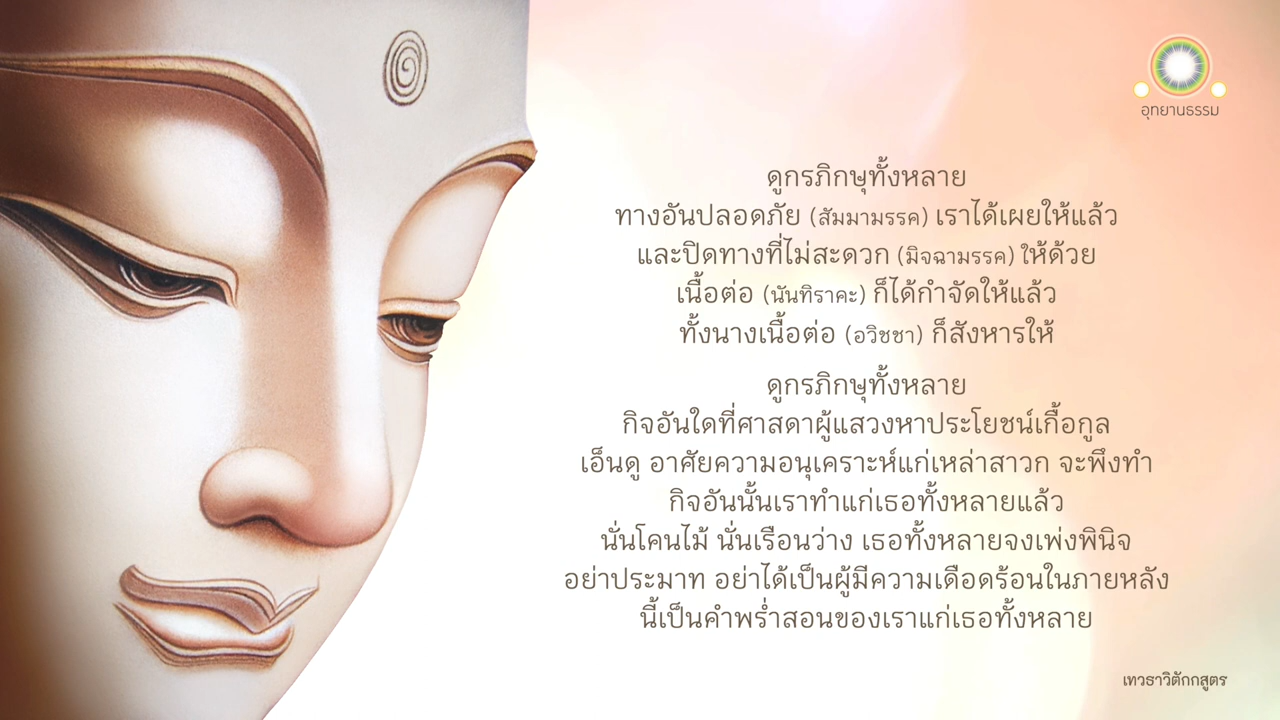 อุทยานธรรม
ดูกรภิกษุทั้งหลาย
ทางอันปลอดภัย (สัมมามรรค) เราได้เผยให้แล้ว
และปิดทางที่ไม่สะดวก (มิจฉามรรค) ให้ด้วย
เนื้อต่อ (นันทิราคะ) ก็ได้กำจัดให้แล้ว
ทั้งนางเนื้อต่อ (อวิชชา) ก็สังหารให้
ดูกรภิกษุทั้งหลาย
กิจอันใดที่ศาสดาผู้แสวงหาประโยชน์เกื้อกูล
เอ็นดู อาศัยความอนุเคราะห์แก่เหล่าสาวก จะพึงทำ
กิจอันนั้นเราทำแก่เธอทั้งหลายแล้ว
นั่นโคนไม้ นั่นเรือนว่าง เธอทั้งหลายจงเพ่งพินิจ
อย่าประมาท อย่าได้เป็นผู้มีความเดือดร้อนในภายหลัง
นี้เป็นคำพร่ำสอนของเราแก่เธอทั้งหลาย
เทวธาวิตักกสูตร